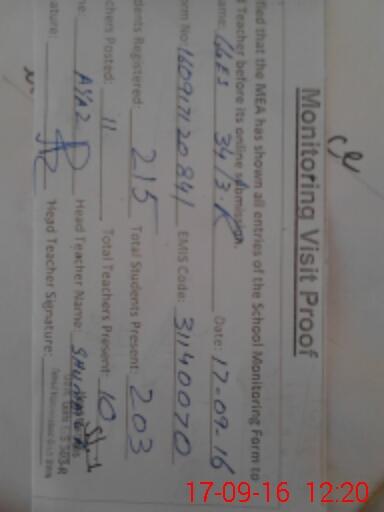 Monitoring Visit Proof
fied that the MEA has shown all entries of the School Monitoring Form to
Teacher before its online submission.
ame: GGES 34/3.R Date: 17-09-16
orm No: 160917120841 EMIS Code: 31140070
dents Registered: 215 Total Students Present: 203
chers Posted: 11 Total Teachers Present: 10
e: AYAZ Head Teacher Name:
ature: Head Teacher Signature:
17-09-16 12:20